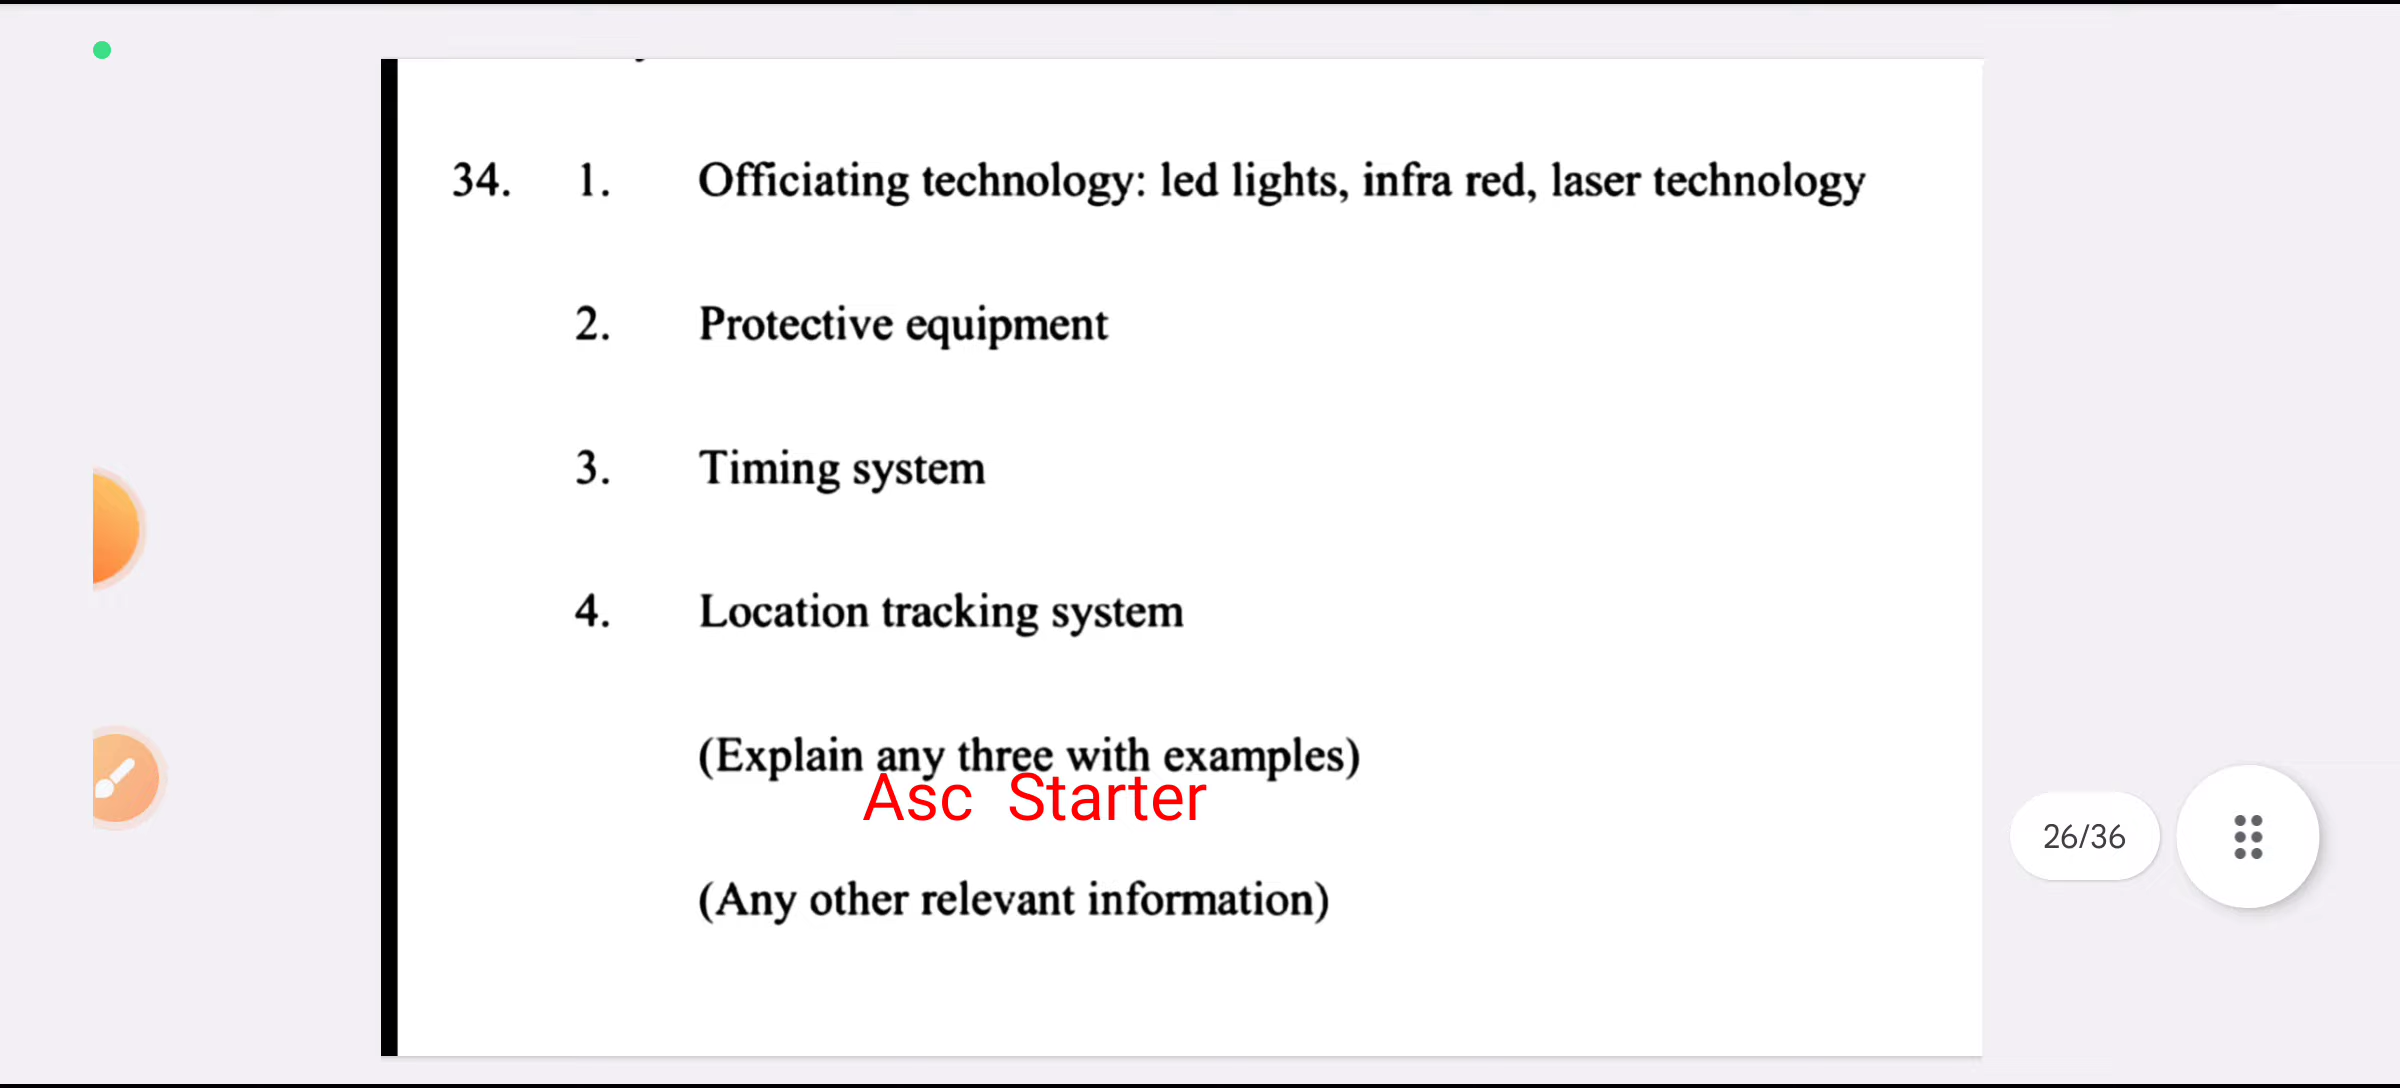 34. 1. Officiating technology: led lights, infra red, laser technology
2. Protective equipment
3. Timing system
4. Location tracking system
(Explain any three with examples)
Asc Starter
(Any other relevant information)
26/36